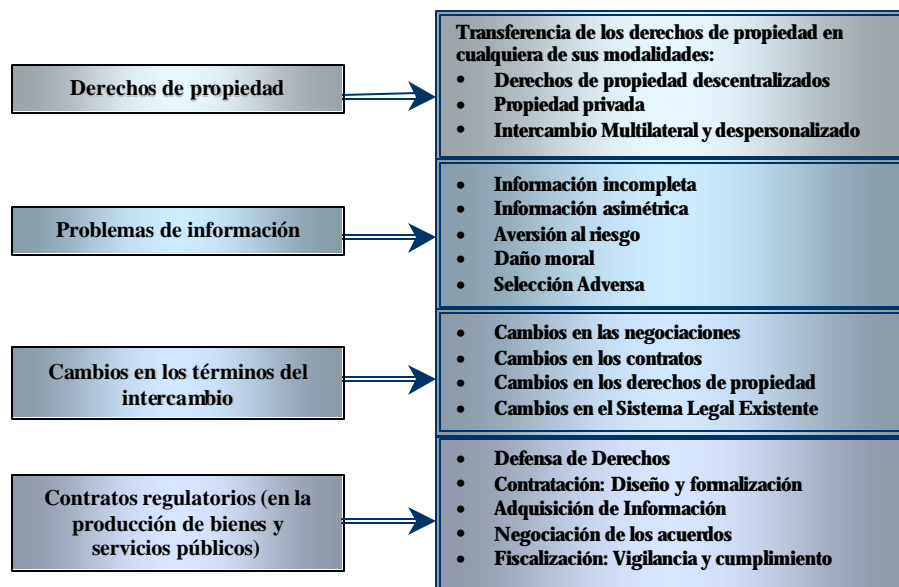 Derechos de propiedad
Transferencia de los derechos de propiedad en
cualquiera de sus modalidades:
• Derechos de propiedad descentralizados
• Propiedad privada
• Intercambio Multilateral y despersonalizado
Problemas de información
• Información incompleta
• Información asimétrica
• Aversión al riesgo
• Daño moral
• Selección Adversa
Cambios en los términos del
intercambio
• Cambios en las negociaciones
• Cambios en los contratos
• Cambios en los derechos de propiedad
• Cambios en el Sistema Legal Existente
Contratos regulatorios (en la
producción de bienes y
servicios públicos)
• Defensa de Derechos
• Contratación: Diseño y formalización
• Adquisición de Información
• Negociación de los acuerdos
• Fiscalización: Vigilancia y cumplimiento